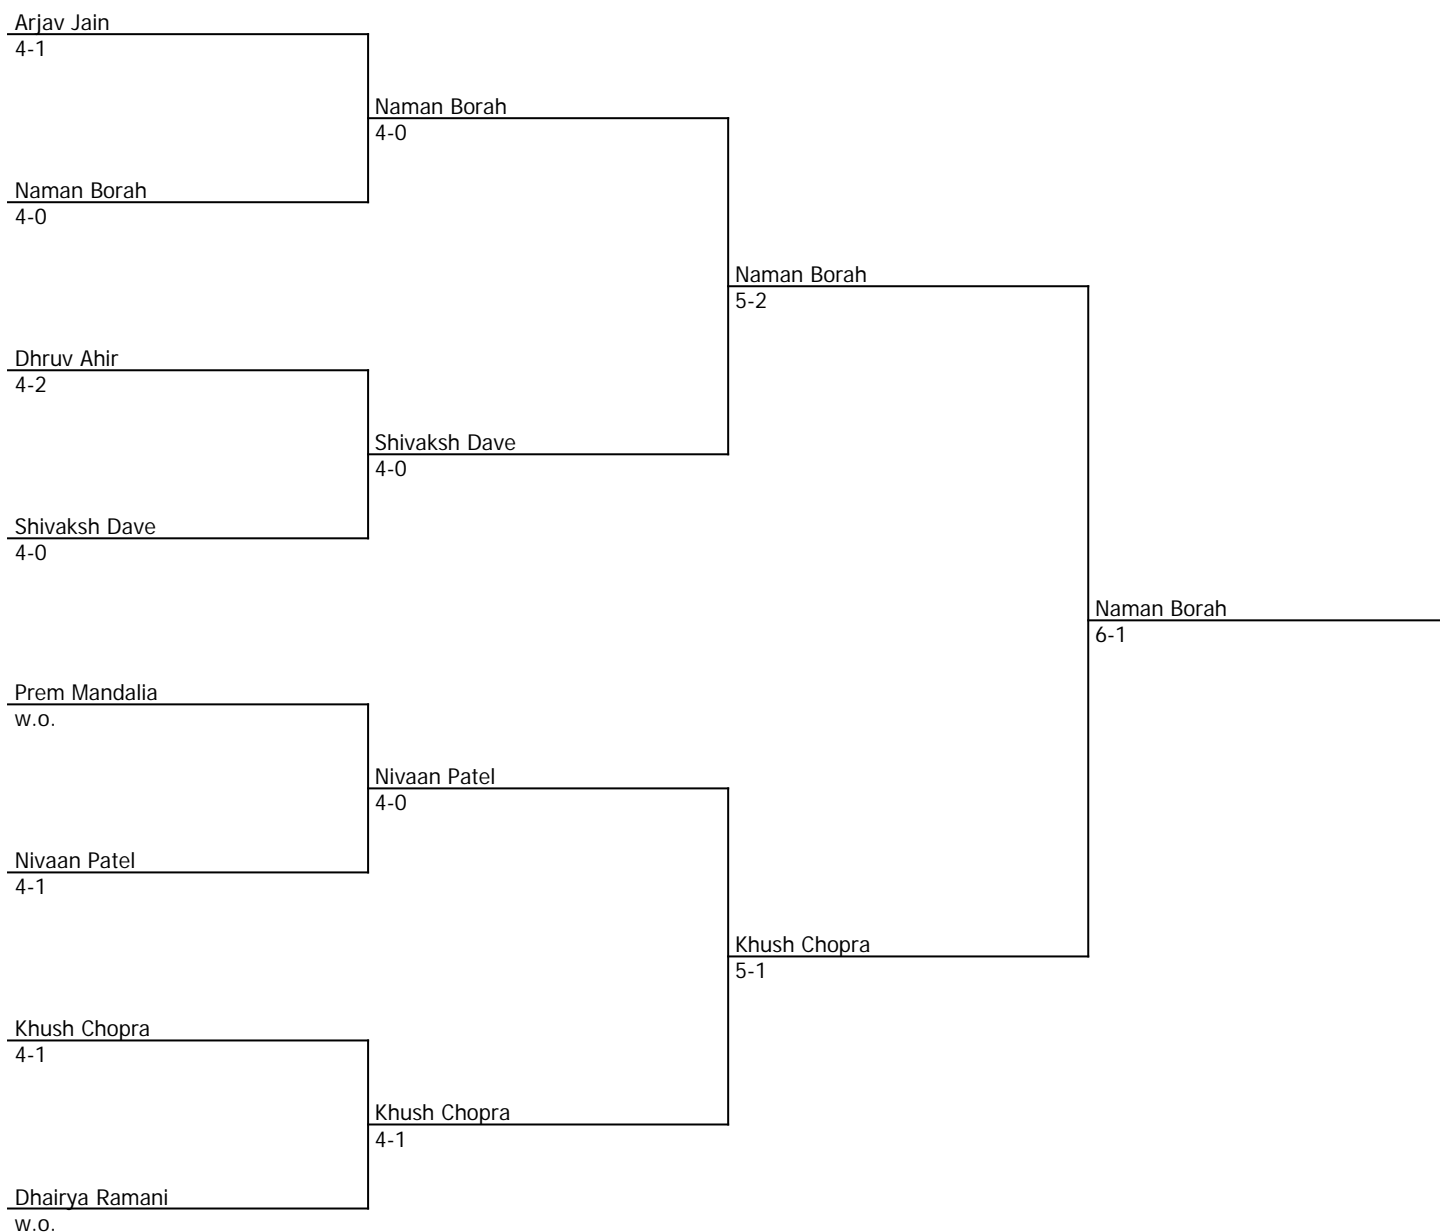 Arjav Jain
4-1
Naman Borah
4-0
Naman Borah
4-0
Naman Borah
5-2
Dhruv Ahir
4-2
Shivaksh Dave
4-0
Shivaksh Dave
4-0
Naman Borah
6-1
Prem Mandalia
w.o.
Nivaan Patel
4-0
Nivaan Patel
4-1
Khush Chopra
5-1
Khush Chopra
4-1
Khush Chopra
4-1
Dhairya Ramani
w.o.